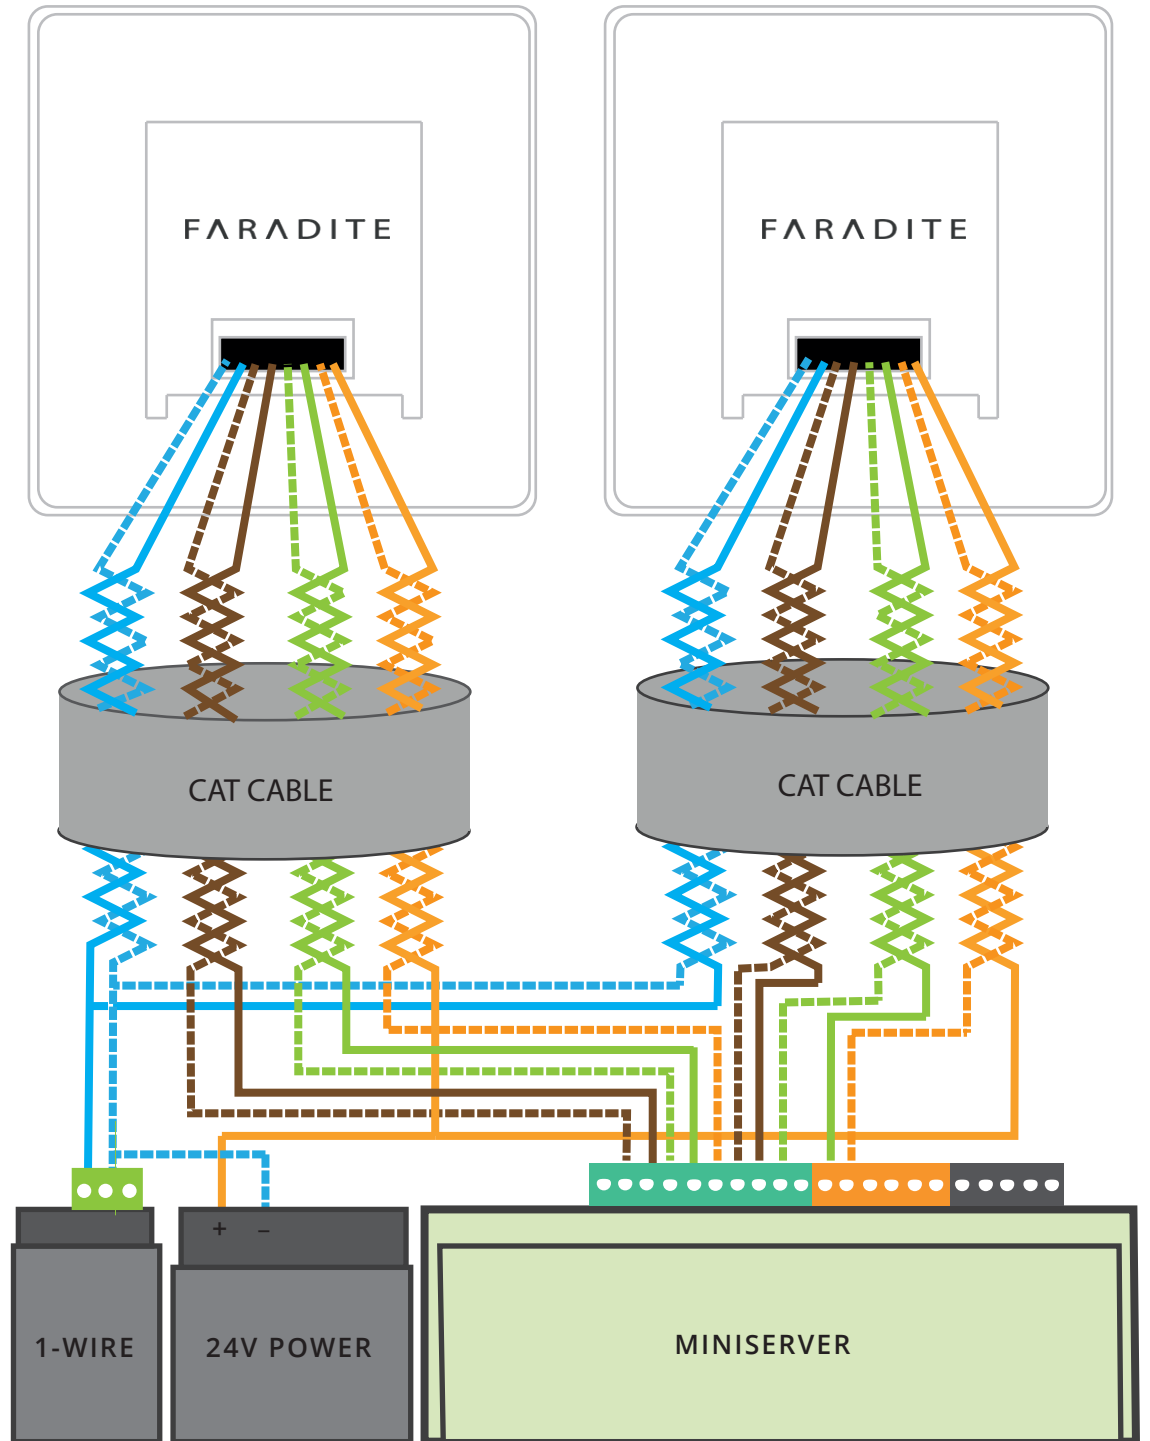 FARADITE
FARADITE
CAT CABLE
CAT CABLE
+ –
1-WIRE
24V POWER
MINISERVER